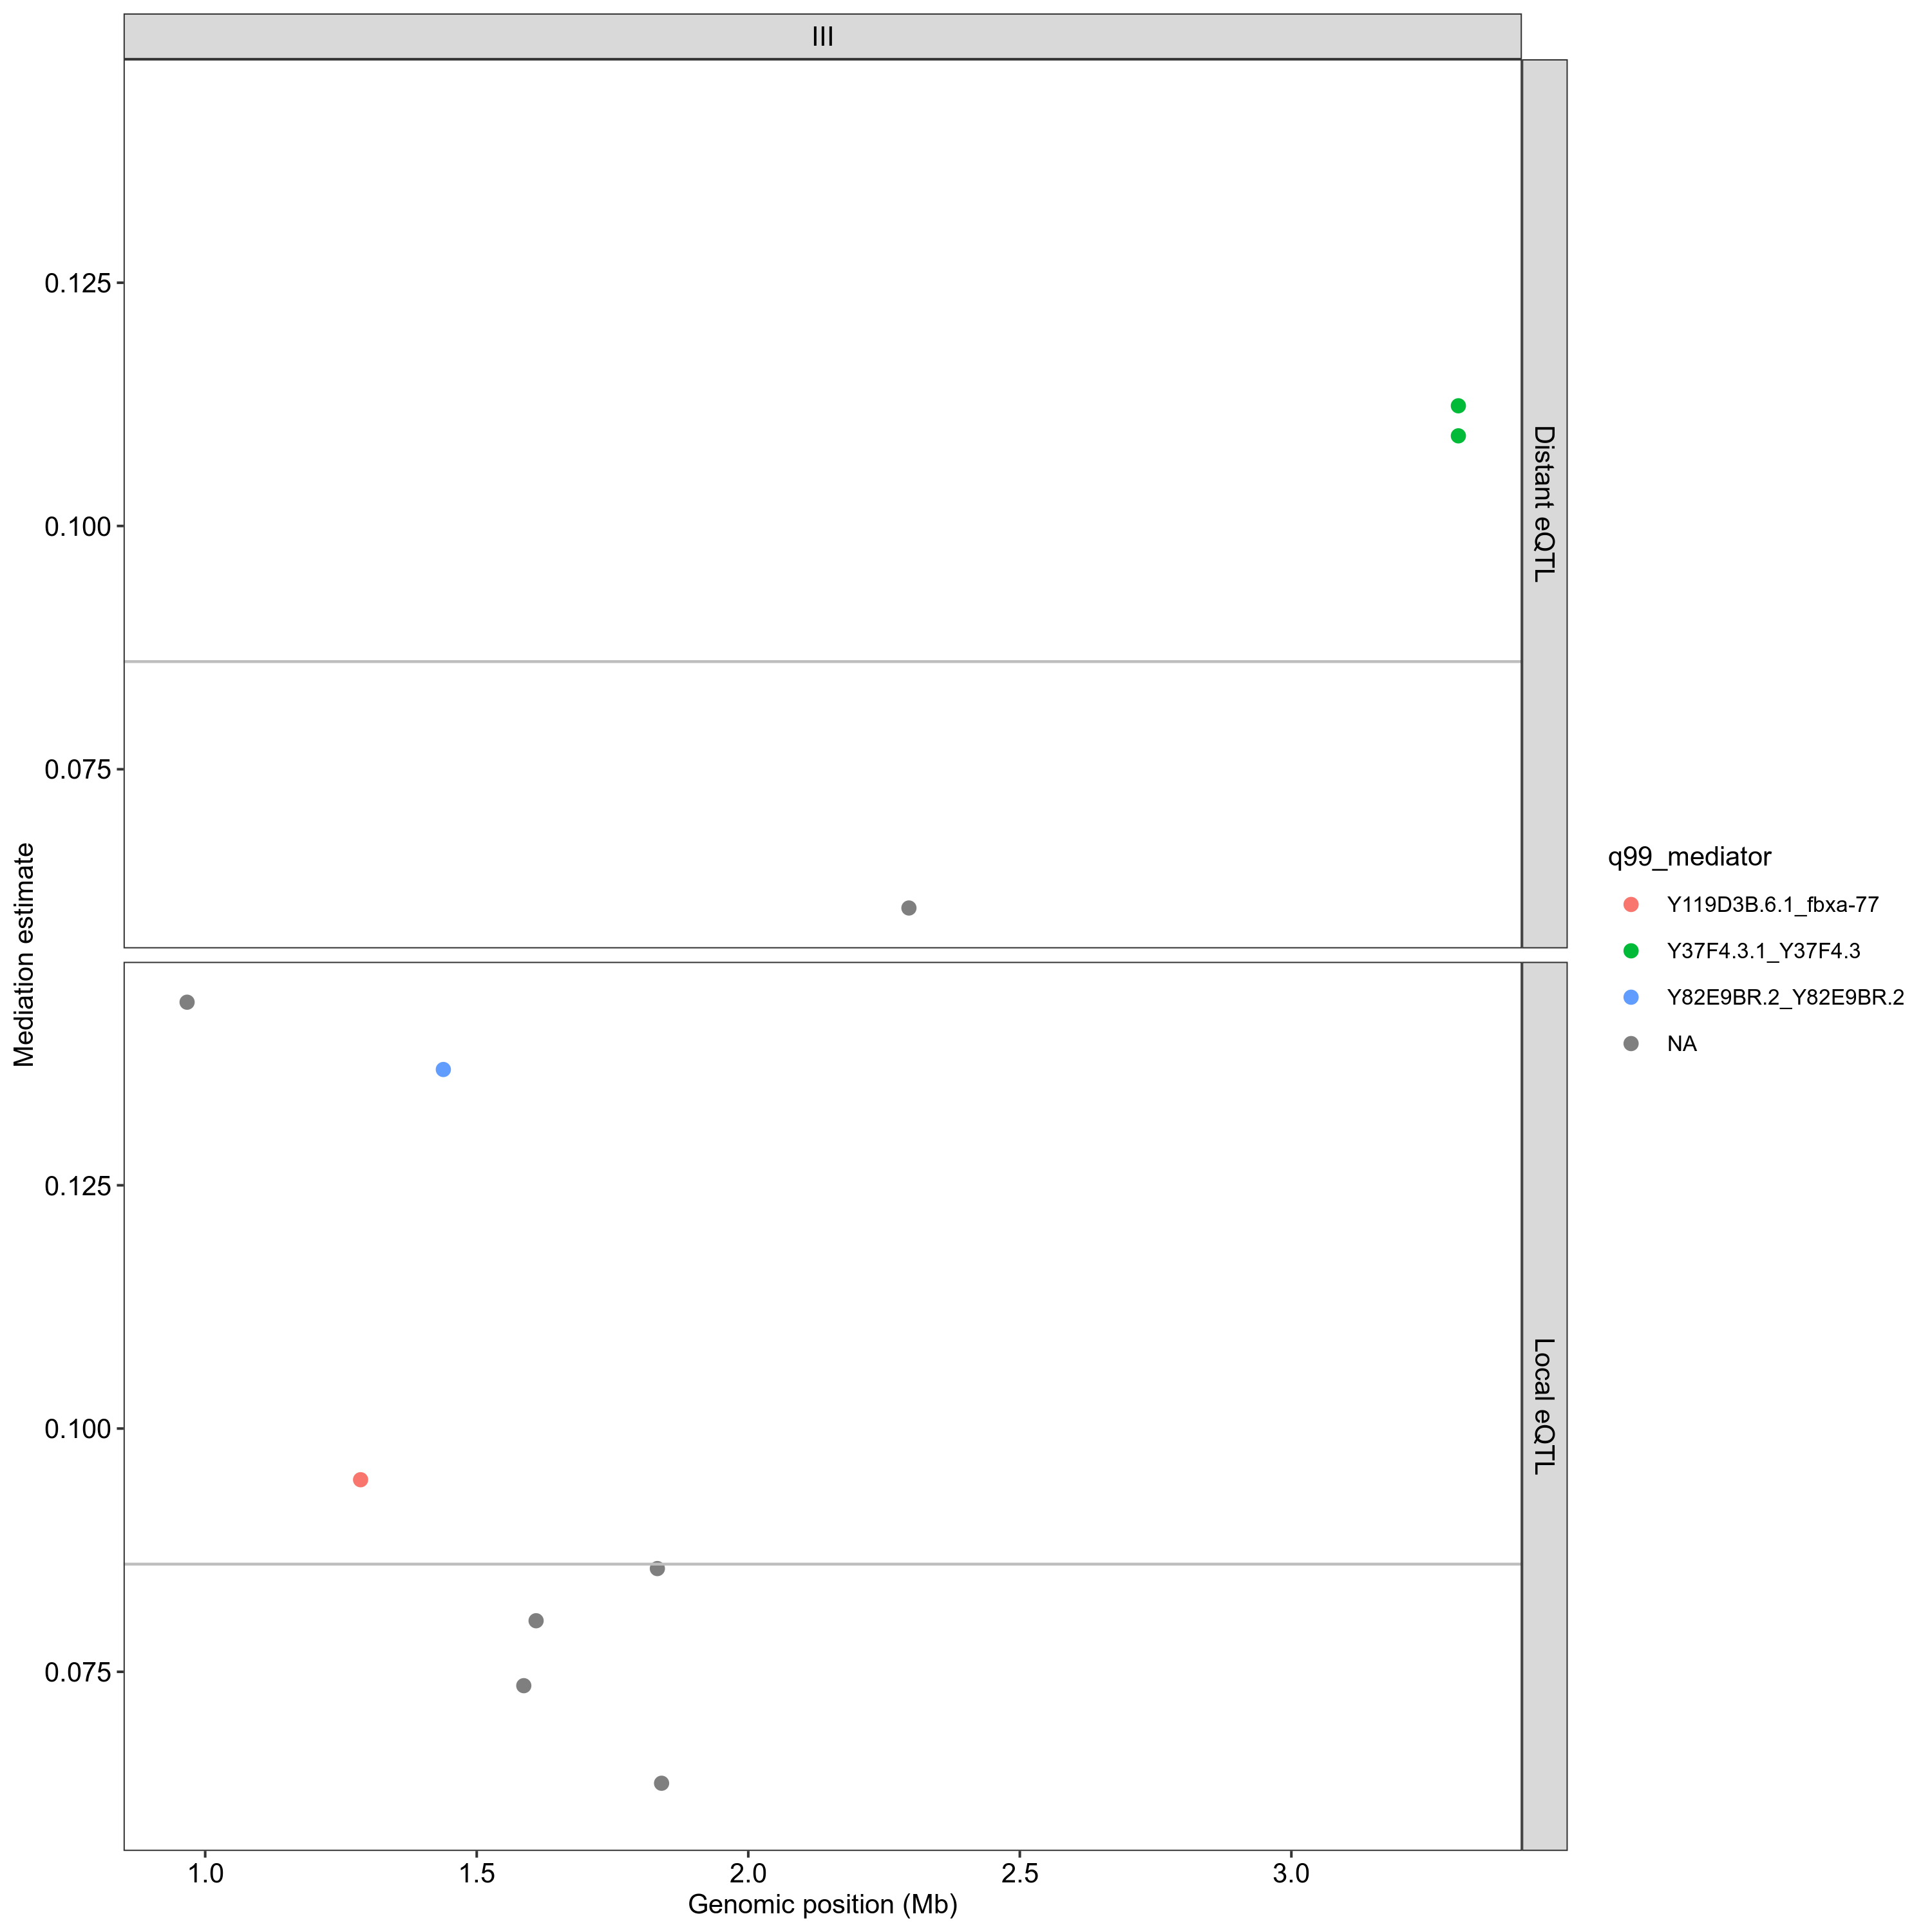 III
0.125
0.100
0.075
Distant eQTL
Mediation estimate
0.125
0.100
0.075
Local eQTL
1.0 1.5 2.0 2.5 3.0
Genomic position (Mb)
q99_mediator
Y119D3B.6.1_fbxa-77
Y37F4.3.1_Y37F4.3
Y82E9BR.2_Y82E9BR.2
NA